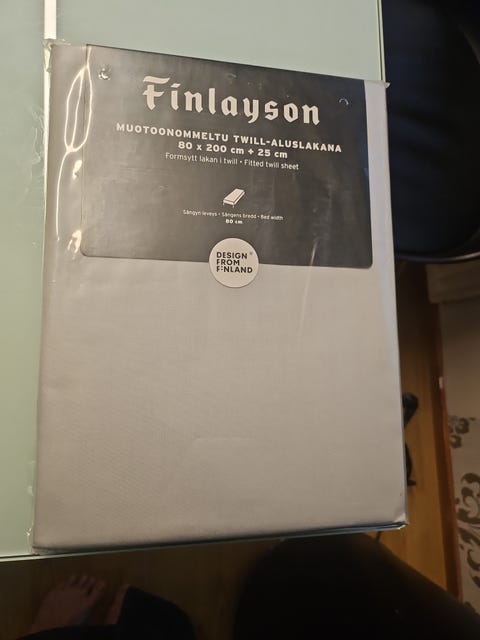 Finlayson
MUOTOONOMMELTU TWILL-ALUSLAKANA
80 x 200 cm + 25 cm
Formsytt lakan i twill • Fitted twill sheet
Sängyn leveys • Sängens bredd • Bed width
80 cm
DESIGN
FROM
FINLAND